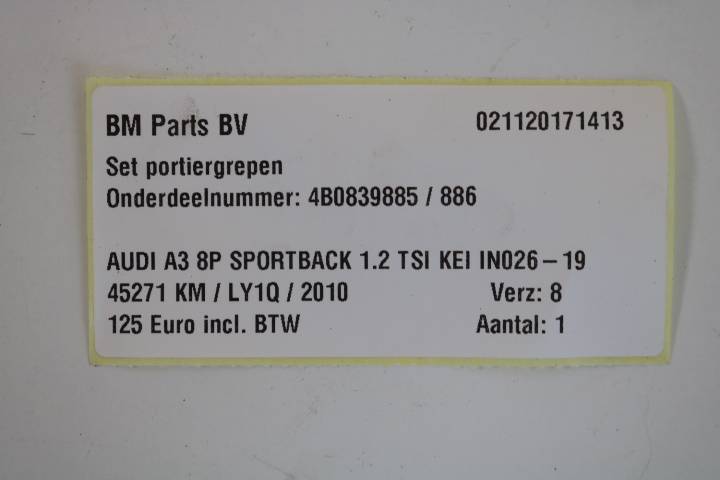 BM Parts BV 021120171413
Set portiergrepen
Onderdeelnummer: 4B0839885 / 886
AUDI A3 8P SPORTBACK 1.2 TSI KEI IN026 – 19
45271 KM / LY1Q / 2010 Verz: 8
125 Euro incl. BTW Aantal: 1